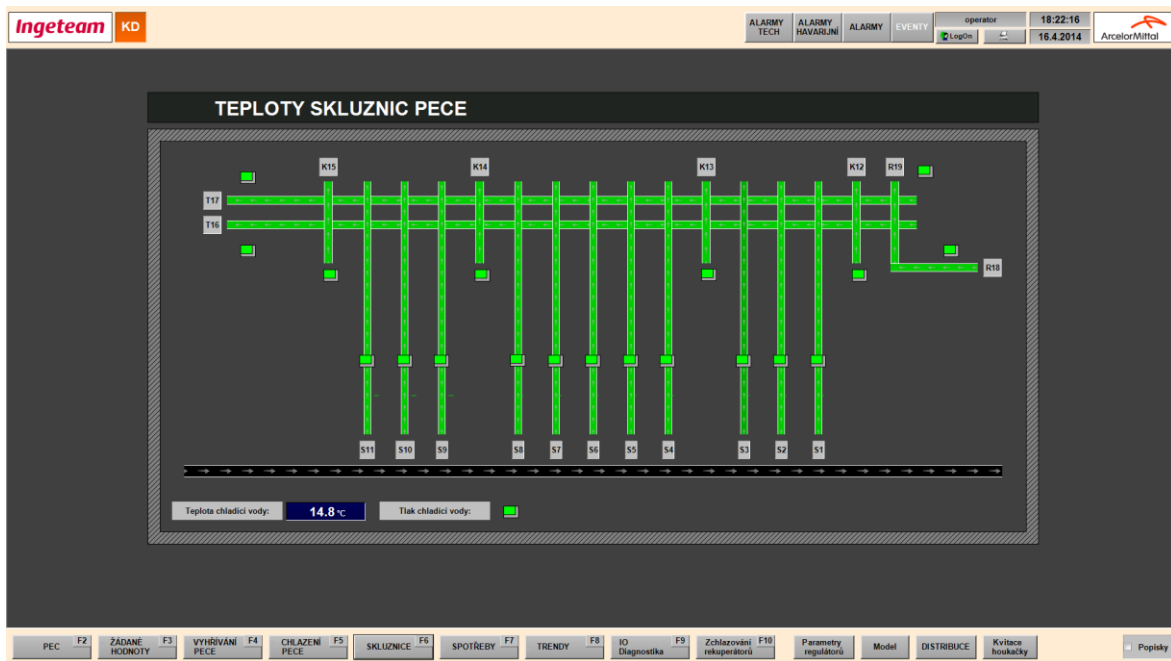 Ingeteam KD
ALARMY TECH
ALARMY HAVARIJNÍ
ALARMY
EVENTY
operator
LogOn
18:22:16
16.4.2014
ArcelorMittal
TEPLOTY SKLUZNIC PECE
K15 K14 K13 K12 R19
T17
T16
R18
S11 S10 S9 S8 S7 S6 S5 S4 S3 S2 S1
Teplota chladicí vody: 14.8 °C Tlak chladicí vody:
PEC F2
ŽÁDANÉ HODNOTY F3
VYHŘÍVÁNÍ PECE F4
CHLAZENÍ PECE F5
SKLUZNICE F6
SPOTŘEBY F7
TRENDY F8
IO Diagnostika F9
Zchlazování rekuperátorů F10
Parametry regulátorů
Model
DISTRIBUCE
Kvitace houkačky
Popisky